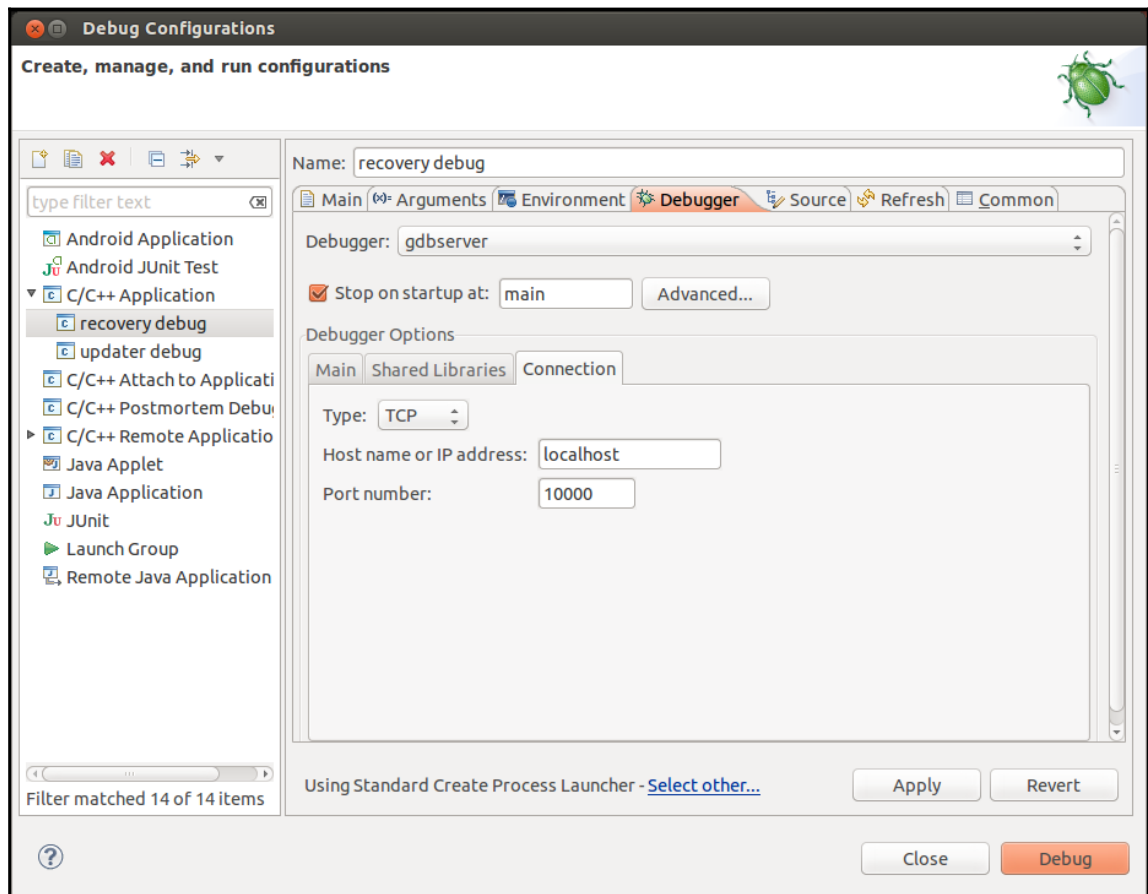 Debug Configurations
Create, manage, and run configurations
type filter text
Android Application
Ju Android JUnit Test
C/C++ Application
recovery debug
updater debug
C/C++ Attach to Applicati
C/C++ Postmortem Debu
C/C++ Remote Applicatio
Java Applet
Java Application
Ju JUnit
Launch Group
Remote Java Application
Filter matched 14 of 14 items
Name: recovery debug
Main (x)= Arguments Environment Debugger Source Refresh Common
Debugger: gdbserver
Stop on startup at: main Advanced...
Debugger Options
Main Shared Libraries Connection
Type: TCP
Host name or IP address: localhost
Port number: 10000
Using Standard Create Process Launcher - Select other... Apply Revert
? Close Debug